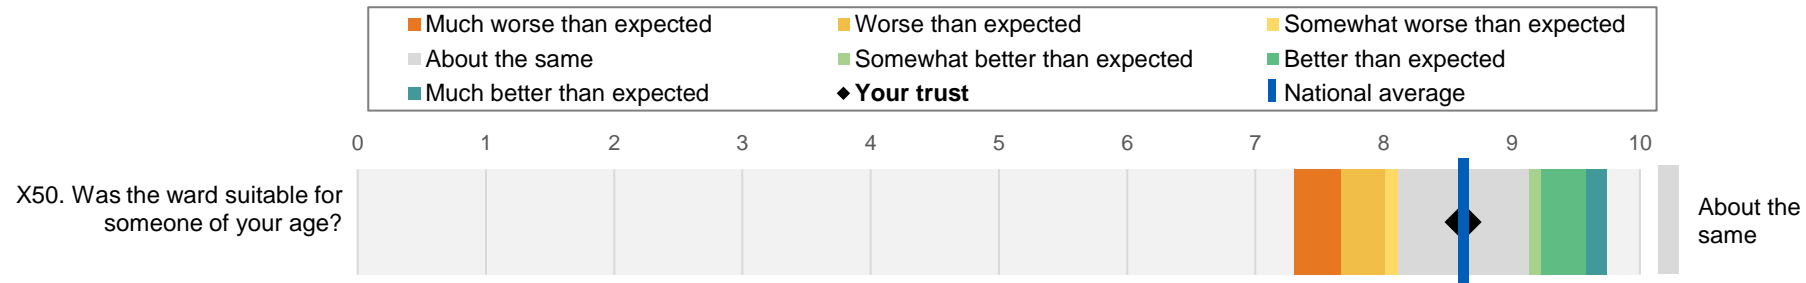 Much worse than expected
Worse than expected
Somewhat worse than expected
About the same
Somewhat better than expected
Better than expected
Much better than expected
Your trust
National average
0 1 2 3 4 5 6 7 8 9 10
X50. Was the ward suitable for
someone of your age?
About the
same